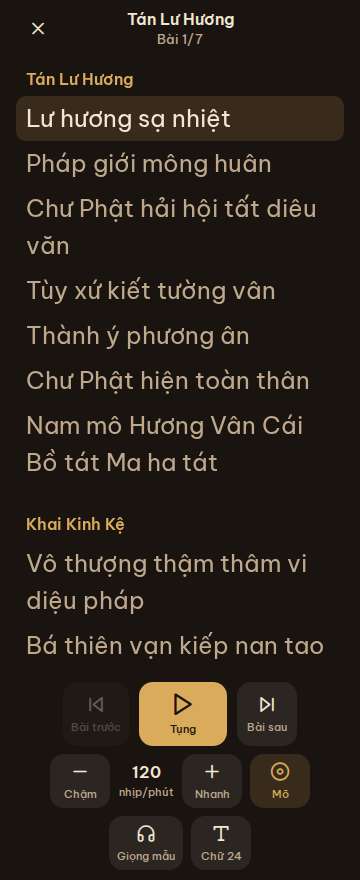 Tán Lư Hương
Bài 1/7
Tán Lư Hương
Lư hương sạ nhiệt
Pháp giới mông huân
Chư Phật hải hội tất diêu
văn
Tùy xứ kiết tường vân
Thành ý phương ân
Chư Phật hiện toàn thân
Nam mô Hương Vân Cái
Bồ tát Ma ha tát
Khai Kinh Kệ
Vô thượng thậm thâm vi
diệu pháp
Bá thiên vạn kiếp nan tao
Bài trước
Tụng
Bài sau
Chậm
120
nhịp/phút
Nhanh
Mõ
Giọng mẫu
Chữ 24